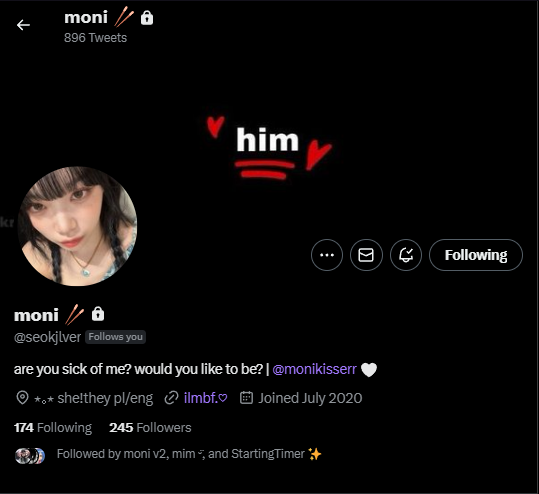 moni 🥢 🔒
896 Tweets
him
kr
Following
moni 🥢 🔒
@seokjlver Follows you
are you sick of me? would you like to be? | @monikisserr 🤍
⋆｡⋆ she!they pl/eng ilmbf.♡ Joined July 2020
174 Following 245 Followers
Followed by moni v2, mim ꒷, and StartingTimer ✨